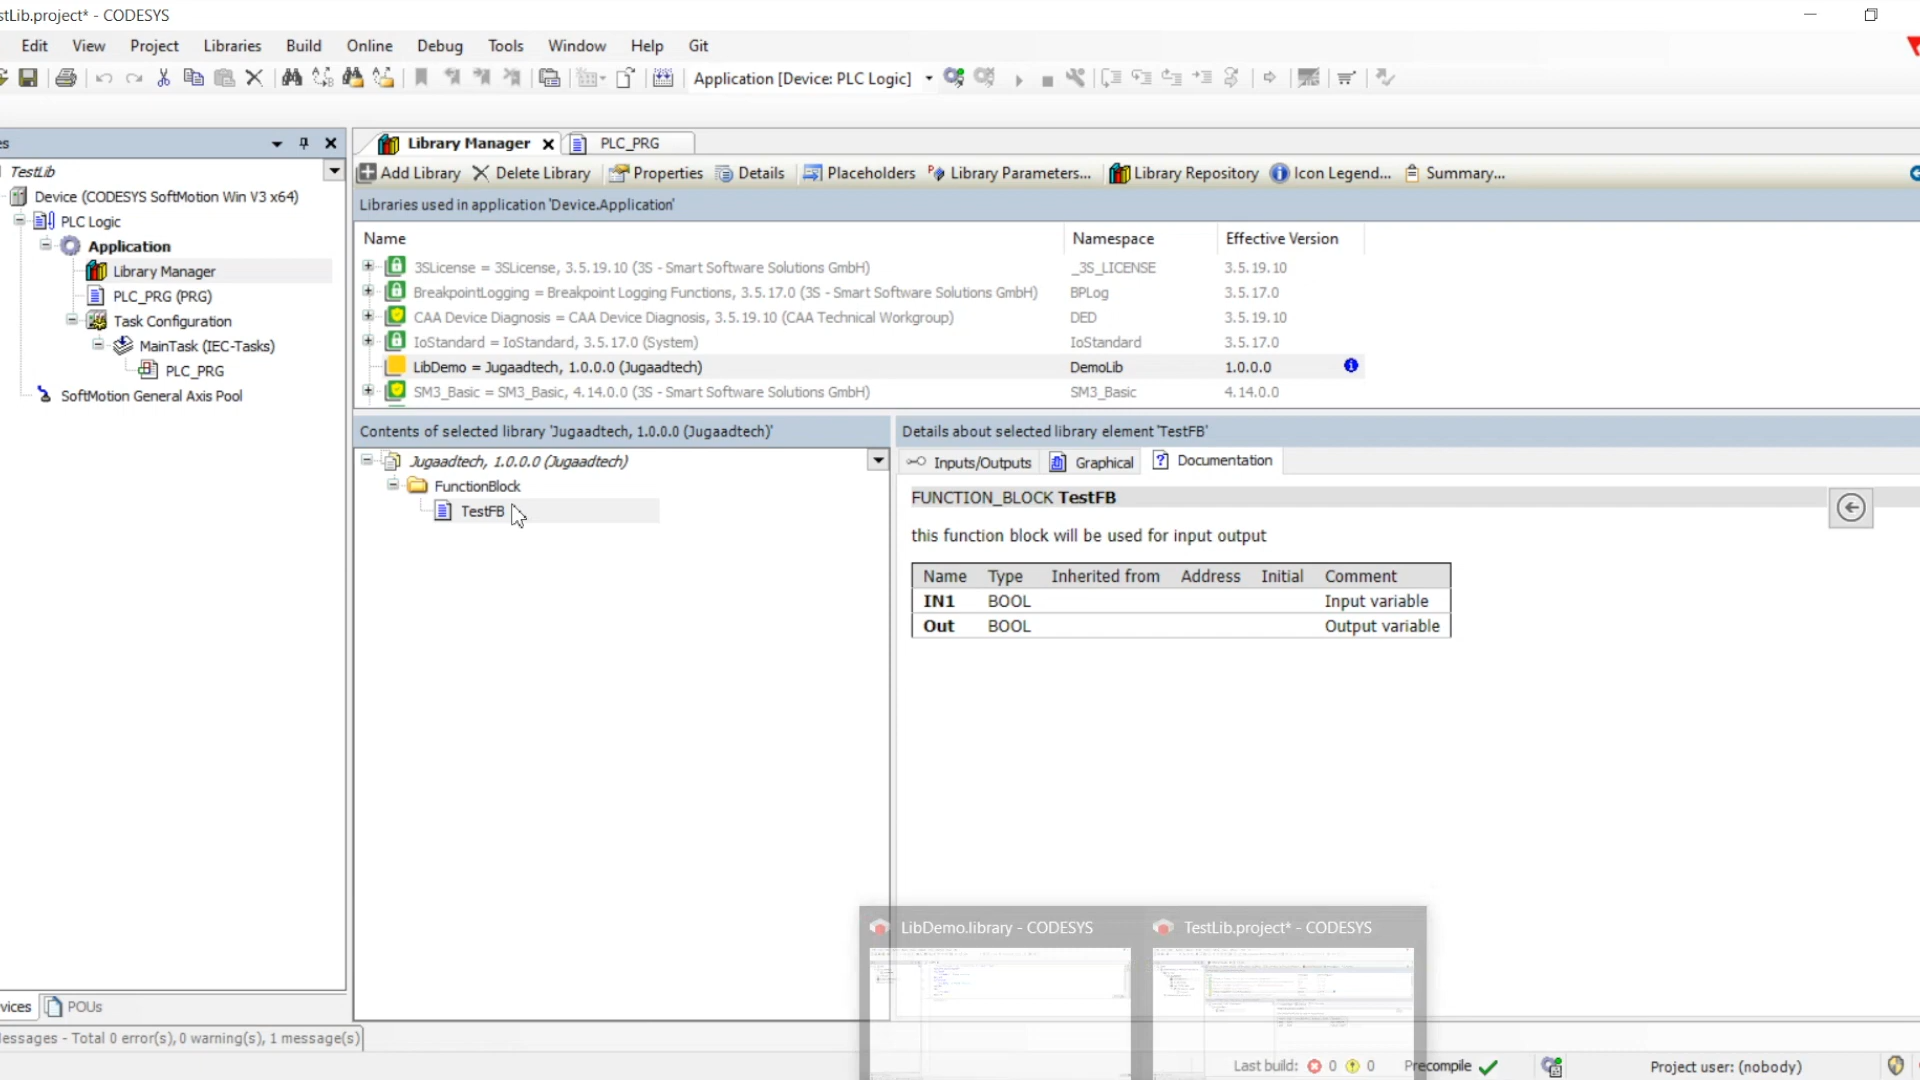 stLib.project* - CODESYS
Edit View Project Libraries Build Online Debug Tools Window Help Git
Application [Device: PLC Logic]
es
TestLib
Device (CODESYS SoftMotion Win V3 x64)
PLC Logic
Application
Library Manager
PLC_PRG (PRG)
Task Configuration
MainTask (IEC-Tasks)
PLC_PRG
SoftMotion General Axis Pool
Library Manager PLC_PRG
Add Library Delete Library Properties Details Placeholders Library Parameters... Library Repository Icon Legend... Summary...
Libraries used in application 'Device.Application'
Name Namespace Effective Version
3SLicense = 3SLicense, 3.5.19.10 (3S - Smart Software Solutions GmbH) _3S_LICENSE 3.5.19.10
BreakpointLogging = Breakpoint Logging Functions, 3.5.17.0 (3S - Smart Software Solutions GmbH) BPLog 3.5.17.0
CAA Device Diagnosis = CAA Device Diagnosis, 3.5.19.10 (CAA Technical Workgroup) DED 3.5.19.10
IoStandard = IoStandard, 3.5.17.0 (System) IoStandard 3.5.17.0
LibDemo = Jugaadtech, 1.0.0.0 (Jugaadtech) DemoLib 1.0.0.0
SM3_Basic = SM3_Basic, 4.14.0.0 (3S - Smart Software Solutions GmbH) SM3_Basic 4.14.0.0
Contents of selected library 'Jugaadtech, 1.0.0.0 (Jugaadtech)'
Jugaadtech, 1.0.0.0 (Jugaadtech)
FunctionBlock
TestFB
Details about selected library element 'TestFB'
Inputs/Outputs Graphical Documentation
FUNCTION_BLOCK TestFB
this function block will be used for input output
Name Type Inherited from Address Initial Comment
IN1 BOOL Input variable
Out BOOL Output variable
LibDemo.library - CODESYS TestLib.project* - CODESYS
vices POUs
lessages - Total 0 error(s), 0 warning(s), 1 message(s)
Last build: 0 0 Precompile Project user: (nobody)